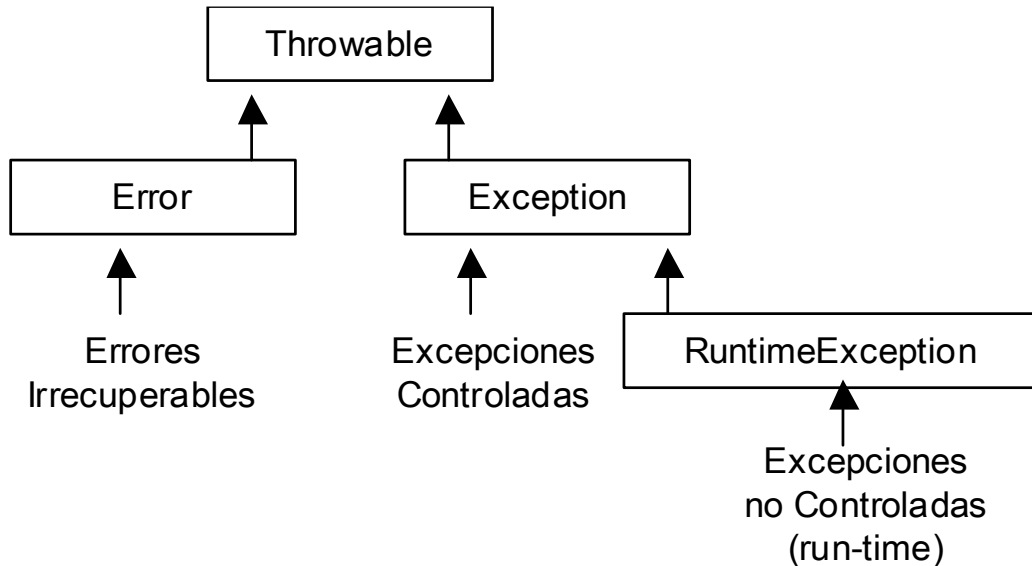 Throwable
Error
Exception
Errores
Irrecuperables
Excepciones
Controladas
RuntimeException
Excepciones
no Controladas
(run-time)